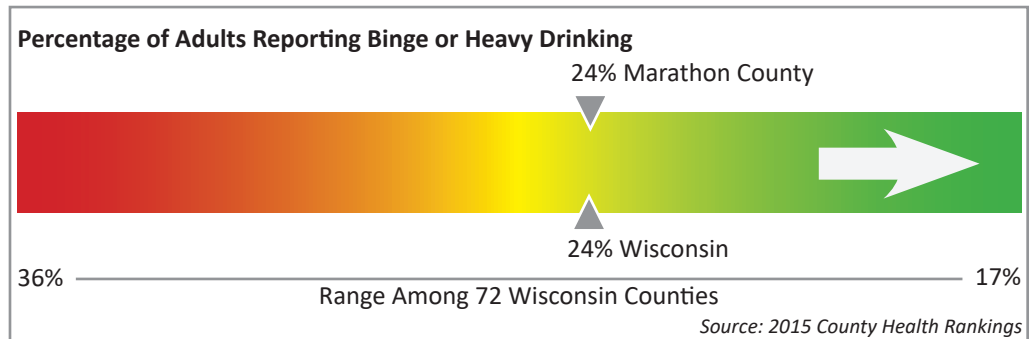 Percentage of Adults Reporting Binge or Heavy Drinking
24% Marathon County
24% Wisconsin
36% 17%
Range Among 72 Wisconsin Counties
Source: 2015 County Health Rankings